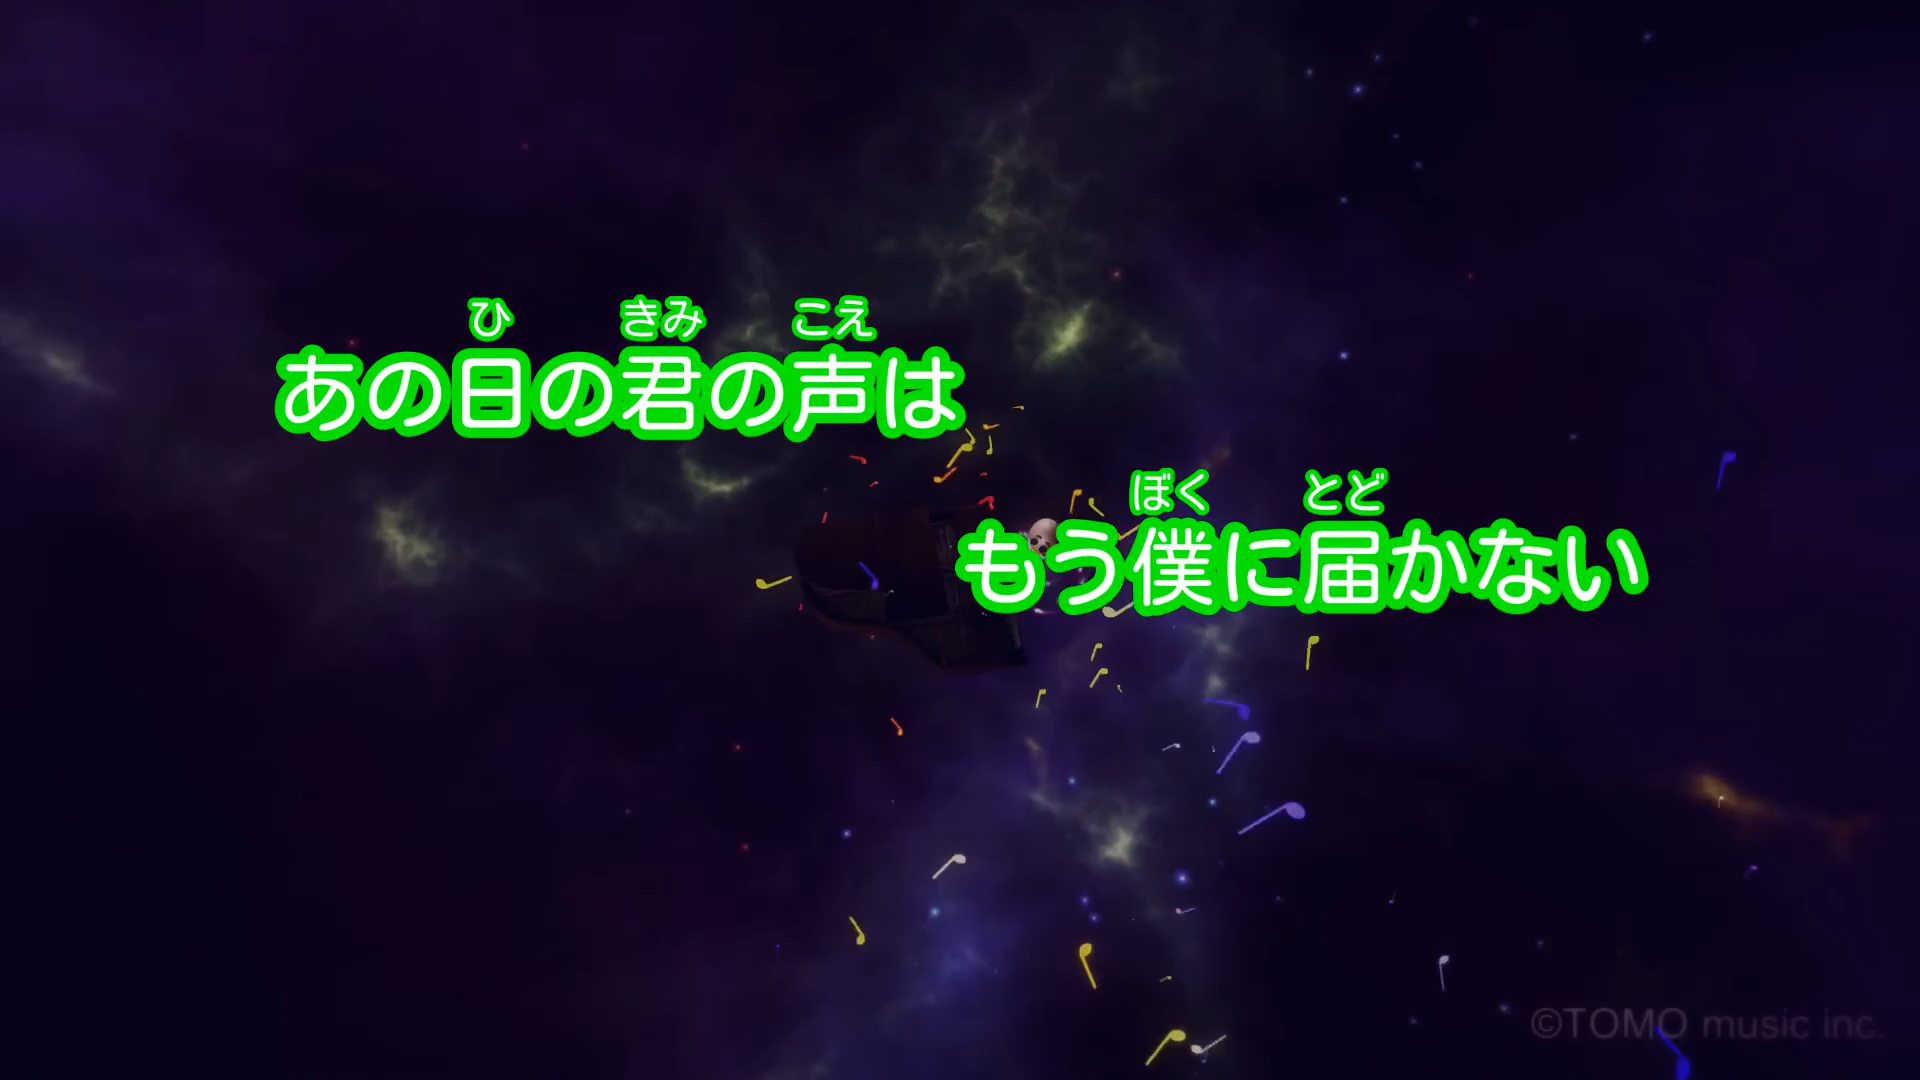 ひ きみ こえ
あの日の君の声は
ぼく とど
もう僕に届かない
©TOMO music inc.